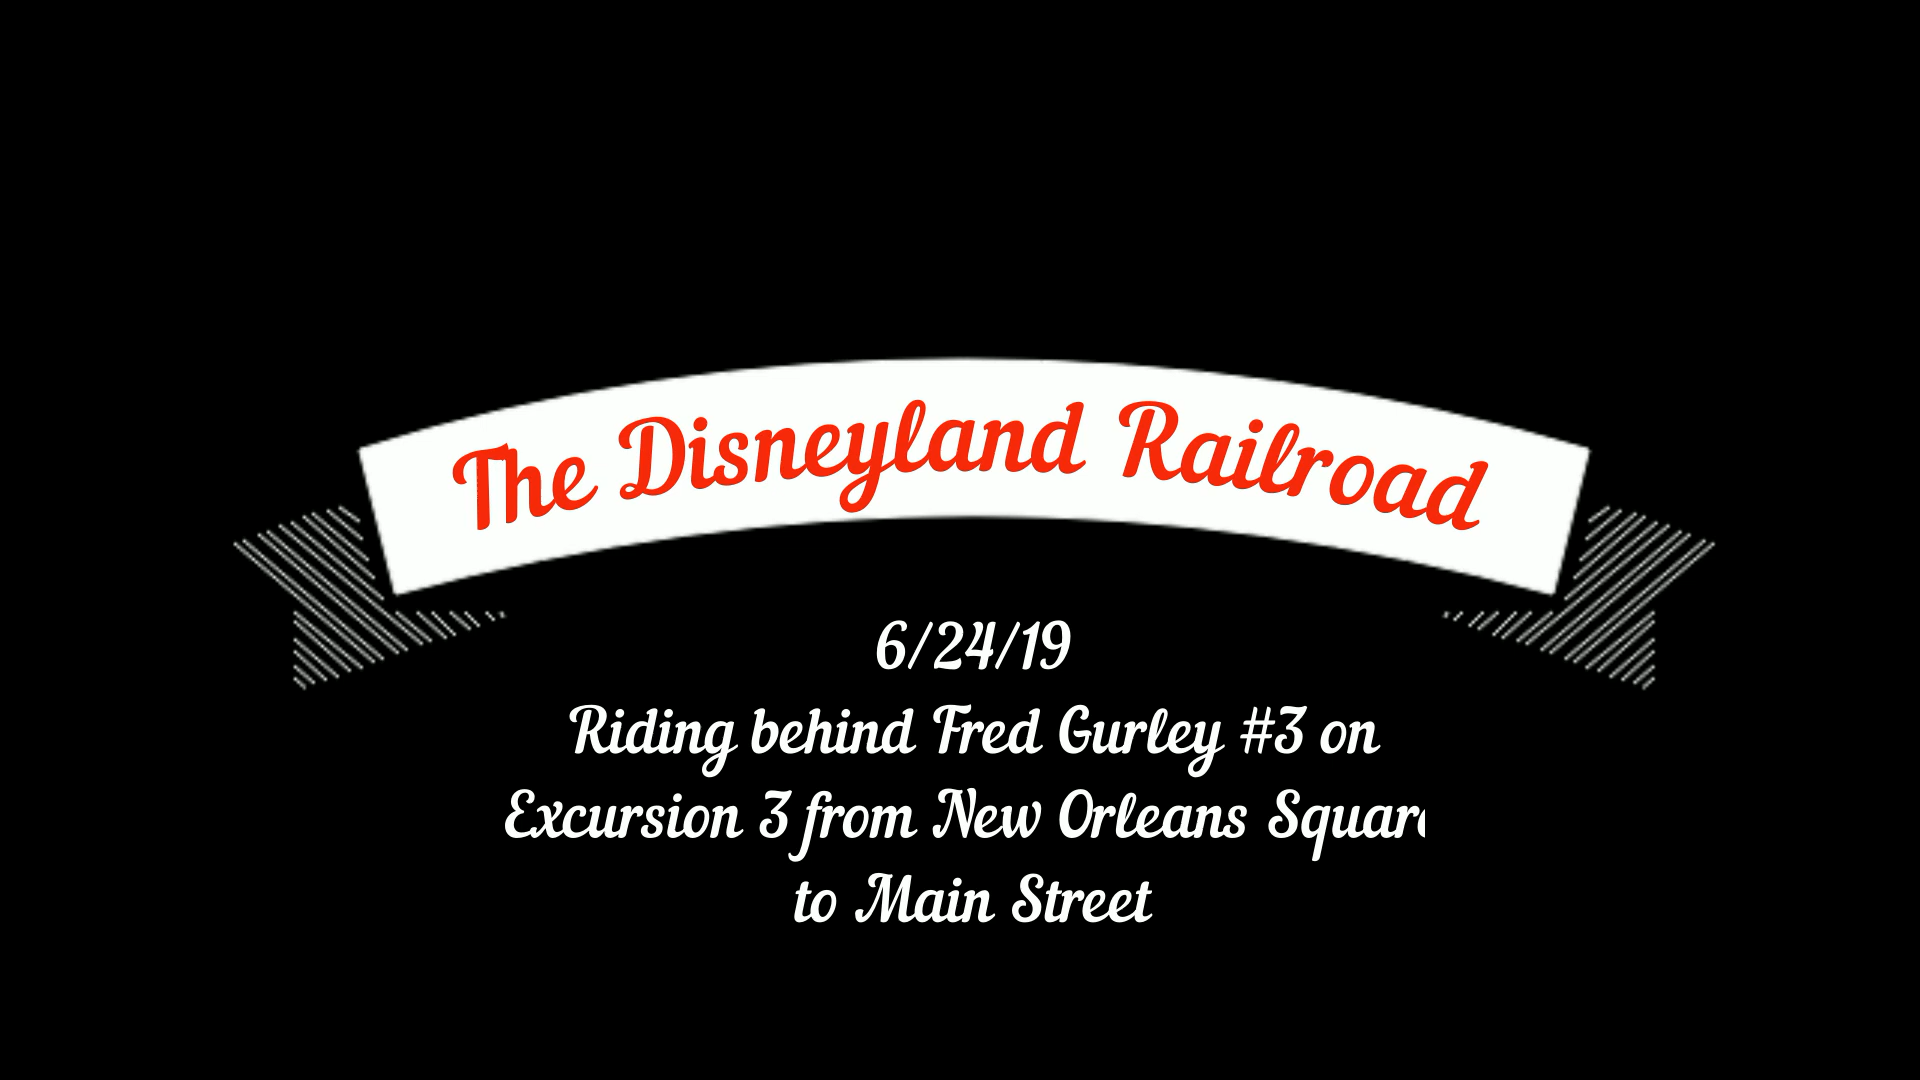 The Disneyland Railroad
6/24/19
Riding behind Fred Gurley #3 on
Excursion 3 from New Orleans Square
to Main Street